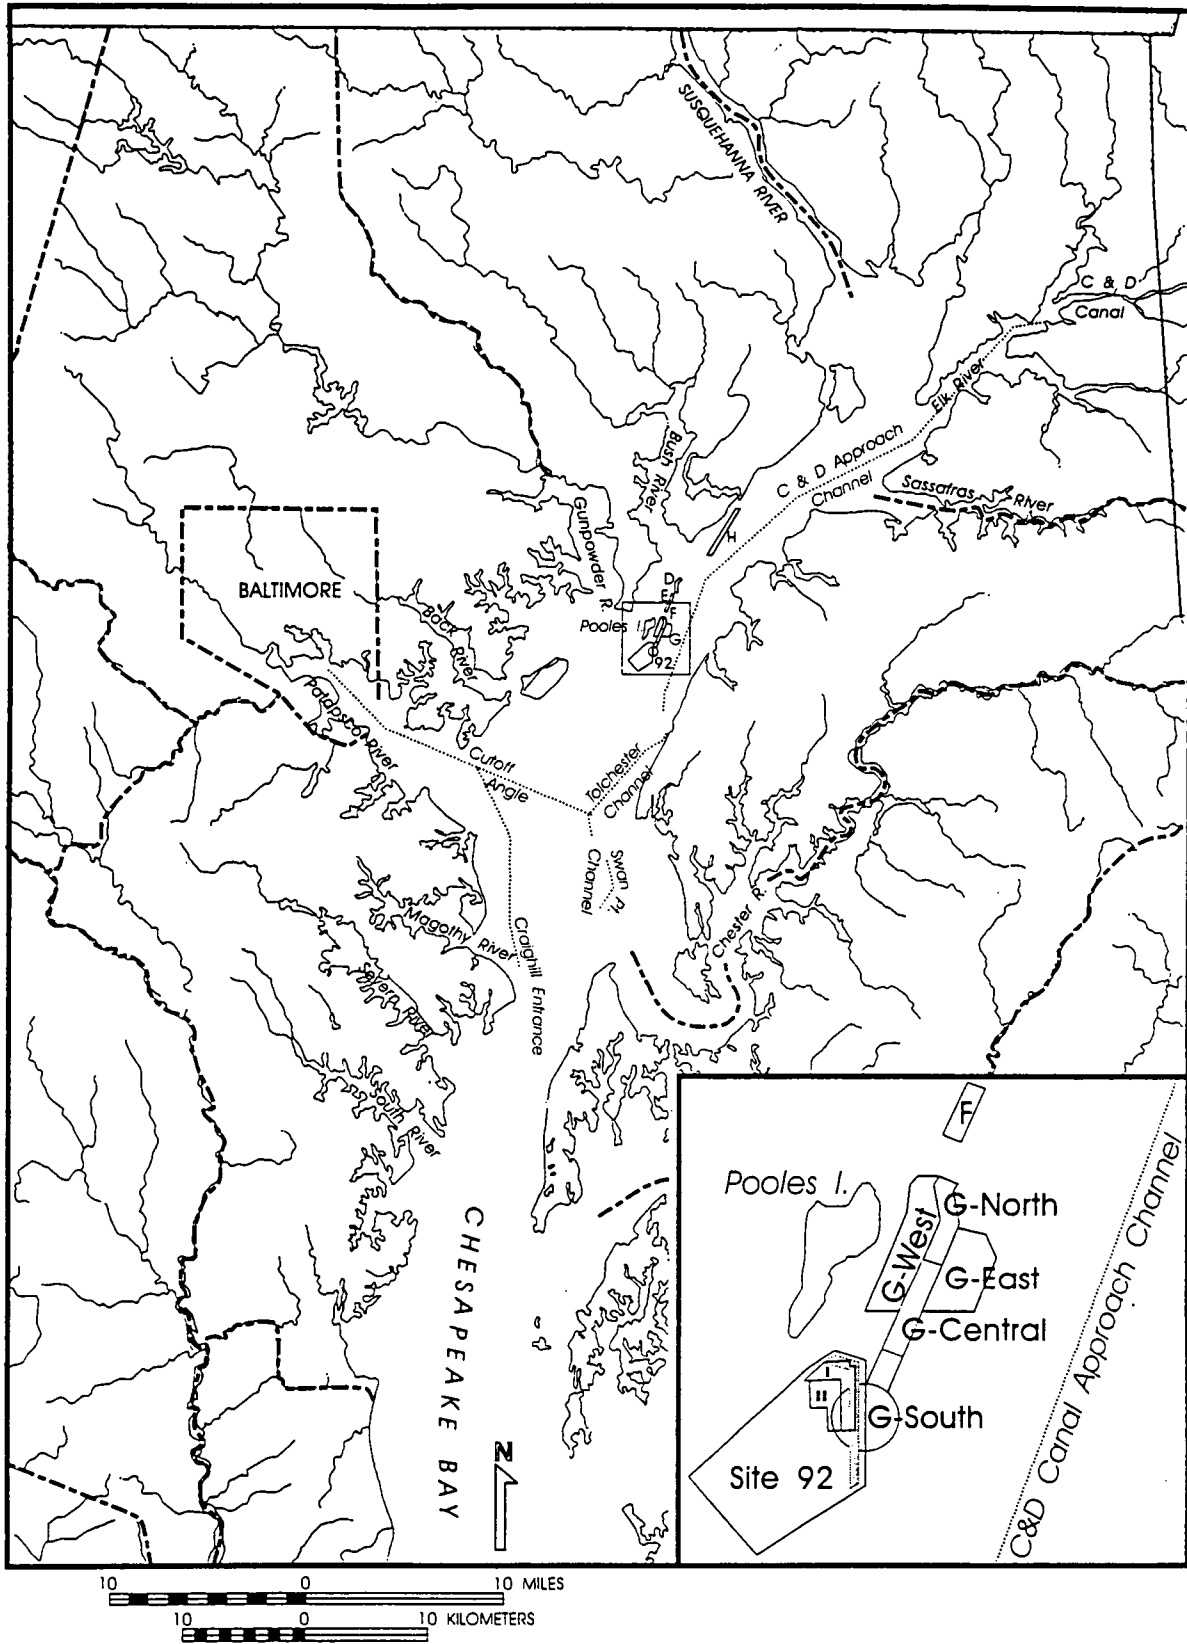 SUSQUEHANNA RIVER
C & D
Canal
Elk River
C & D Approach
Channel
Sassafras River
Bush River
Gunpowder R.
H
D
E
F
G
Pooles I.
92
BALTIMORE
Back
River
Patapsco River
Cutoff
Angle
Tolchester
Channel
Swan Pt.
Channel
Chester R.
Magothy River
Craighill Entrance
Severn River
South
River
CHESAPEAKE BAY
N
F
Pooles I.
G-North
G-West
G-East
G-Central
I
II
G-South
Site 92
C&D Canal Approach Channel
10 0 10 MILES
10 0 10 KILOMETERS